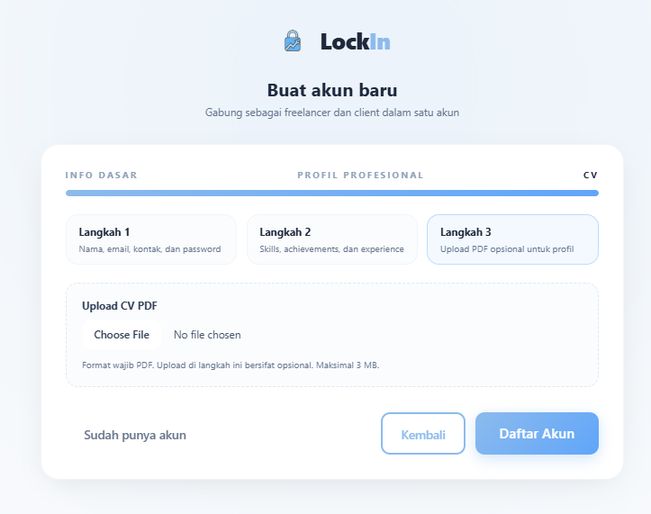 LockIn
Buat akun baru
Gabung sebagai freelancer dan client dalam satu akun
INFO DASAR PROFIL PROFESIONAL CV
Langkah 1
Nama, email, kontak, dan password
Langkah 2
Skills, achievements, dan experience
Langkah 3
Upload PDF opsional untuk profil
Upload CV PDF
Choose File No file chosen
Format wajib PDF. Upload di langkah ini bersifat opsional. Maksimal 3 MB.
Sudah punya akun Kembali Daftar Akun